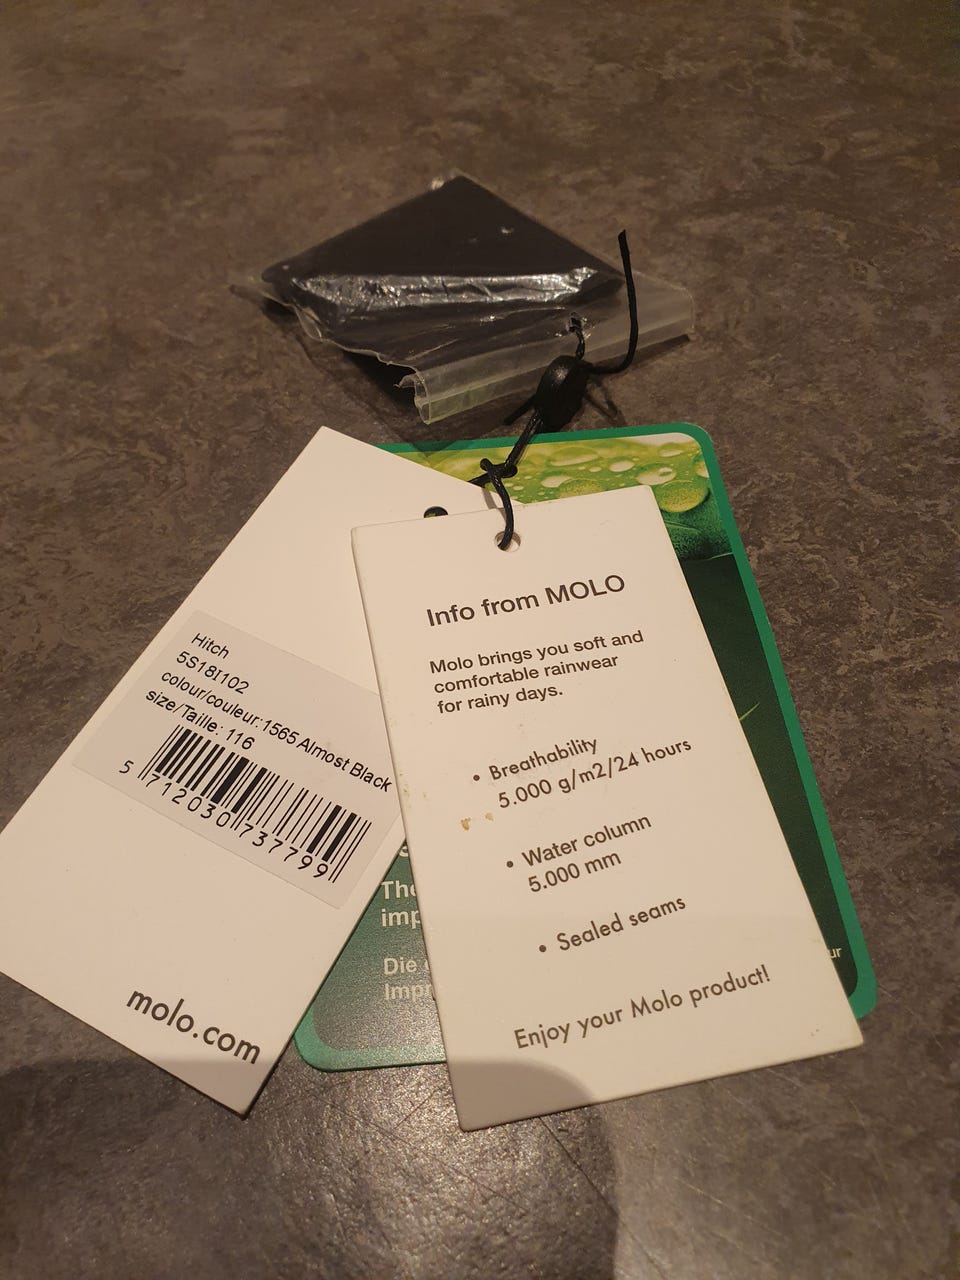 Hitch
5S18I102
colour/couleur:1565 Almost Black
size/Taille: 116
5 712030 737799
molo.com
Info from MOLO
Molo brings you soft and
comfortable rainwear
for rainy days.
• Breathability
5.000 g/m2/24 hours
• Water column
5.000 mm
• Sealed seams
Enjoy your Molo product!
Die